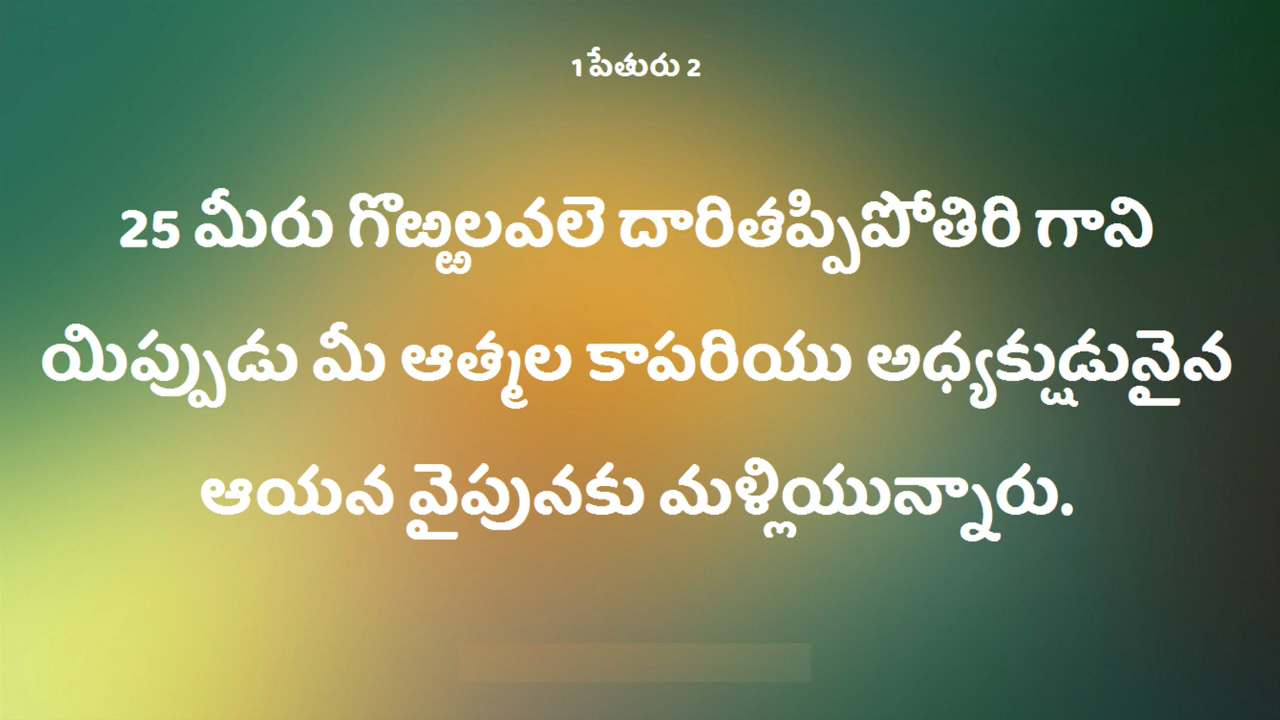 1 పేతురు 2
25 మీరు గొఱ్ఱలవలె దారితప్పిపోతిరి గాని
యిప్పుడు మీ ఆత్మల కాపరియు అధ్యక్షుడునైన
ఆయన వైపునకు మళ్లియున్నారు.